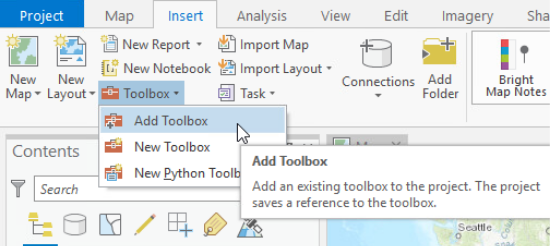 Project Map Insert Analysis View Edit Imagery Share
New Map
New Layout
New Report
New Notebook
Toolbox
Import Map
Import Layout
Task
Connections
Add Folder
Bright Map Notes
Add Toolbox
New Toolbox
New Python Toolb
Contents
Search
Add Toolbox
Add an existing toolbox to the project. The project
saves a reference to the toolbox.
Seattle